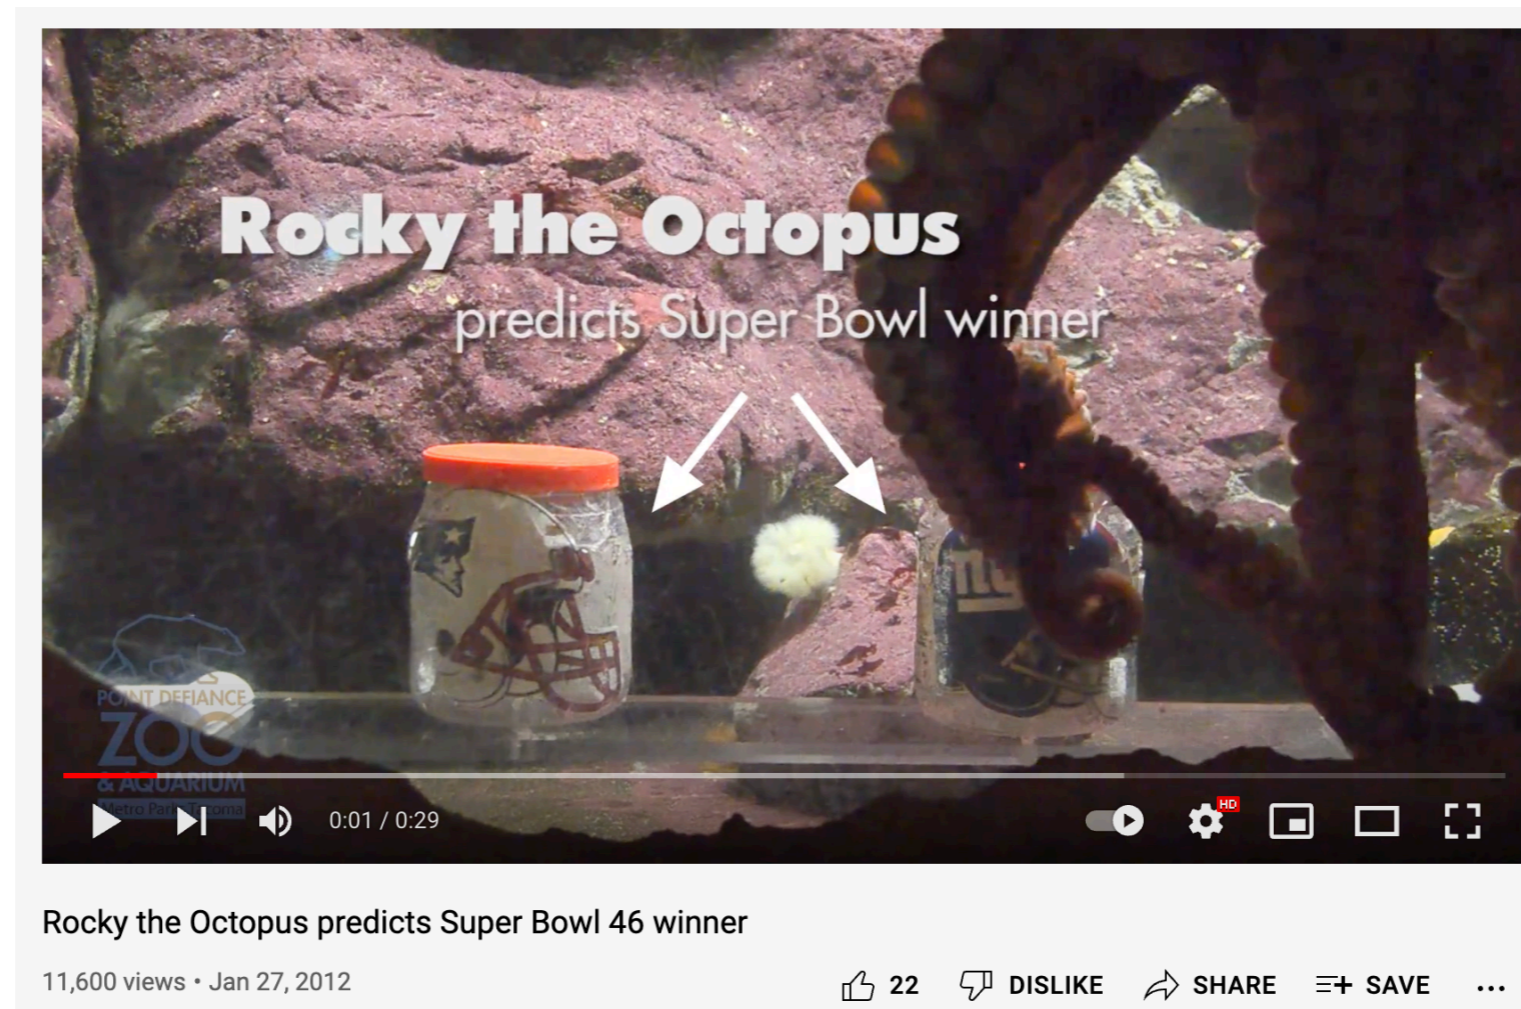 Rocky the Octopus
predicts Super Bowl winner
ny
POINT DEFIANCE
ZOO
& AQUARIUM
Metro Parks Tacoma
HD
0:01 / 0:29
Rocky the Octopus predicts Super Bowl 46 winner
11,600 views • Jan 27, 2012
22
DISLIKE
SHARE
SAVE